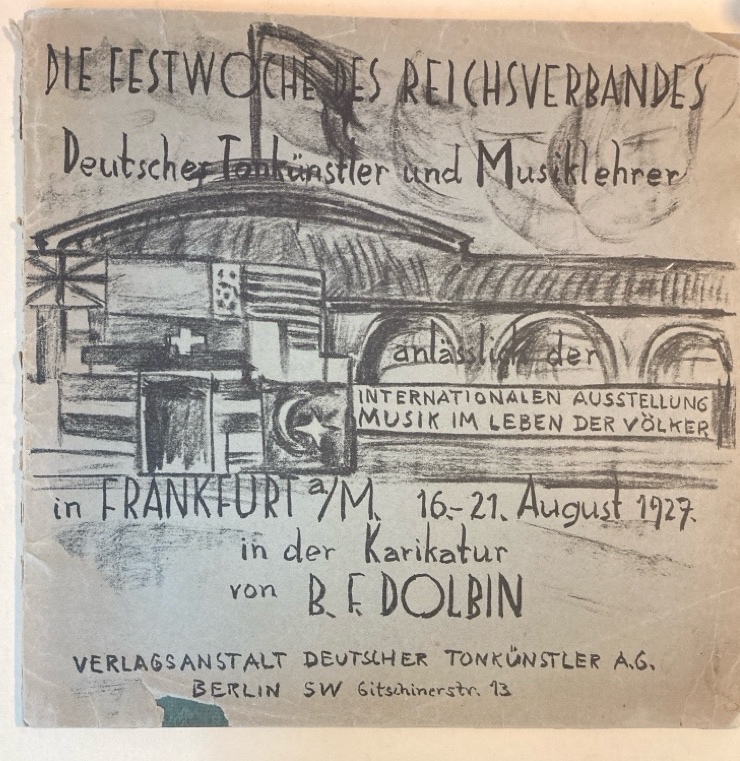 DIE FESTWOCHE DES REICHSVERBANDES
Deutscher Tonkünstler und Musiklehrer
anlässlich der
INTERNATIONALEN AUSSTELLUNG
MUSIK IM LEBEN DER VÖLKER
in FRANKFURT a/M. 16.-21. August 1927.
in der Karikatur
von B. F. DOLBIN
VERLAGSANSTALT DEUTSCHER TONKÜNSTLER A.G.
BERLIN SW Gitschinerstr. 13